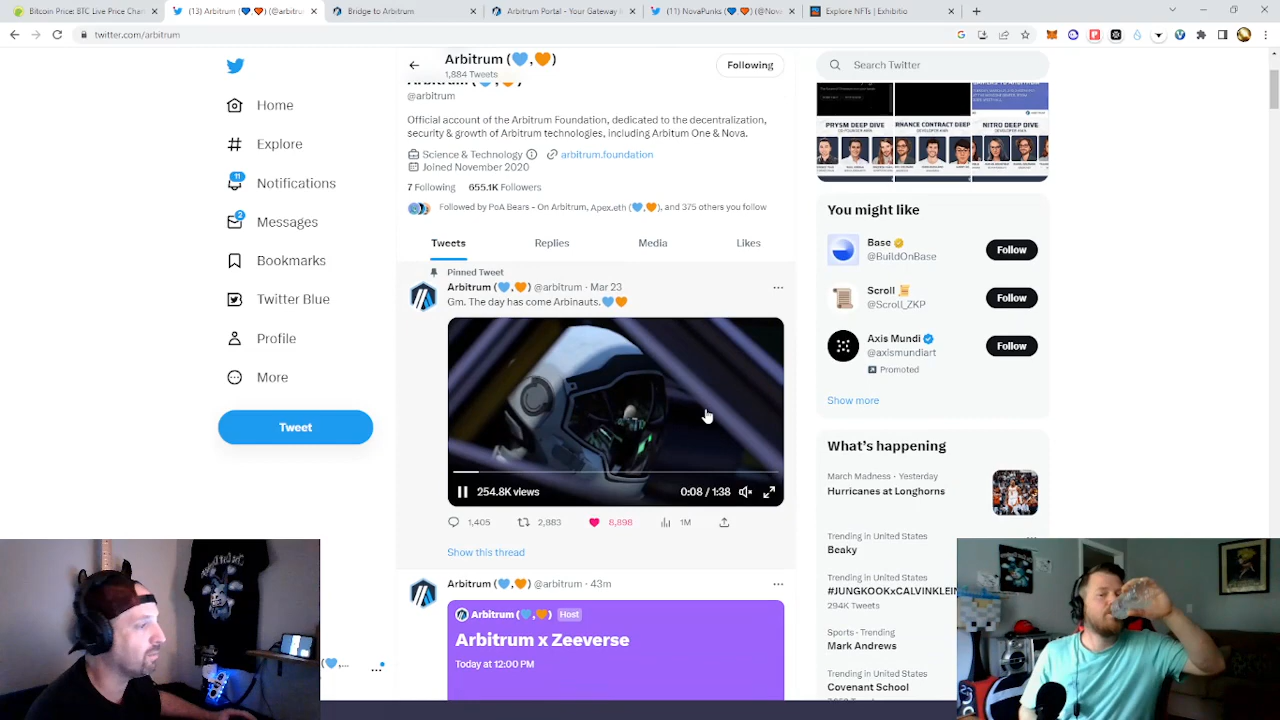 Bitcoin Price: BTC Live Price Chart
(13) Arbitrum (💙,🧡) (@arbitrum)
Bridge to Arbitrum
Arbitrum Portal - Your Gateway
(11) NovaPunks (💙,🧡) (@Nov
Explore NFTs
twitter.com/arbitrum
Home
Explore
11
Notifications
2
Messages
Bookmarks
Twitter Blue
Profile
More
Tweet
Arbitrum (💙,🧡)
1,884 Tweets
Following
@arbitrum
Official account of the Arbitrum Foundation, dedicated to the decentralization,
security & growth of Arbitrum technologies, including Arbitrum One & Nova.
Science & Technology arbitrum.foundation
Joined November 2020
7 Following 655.1K Followers
Followed by PoA Bears - On Arbitrum, Apex.eth (💙,🧡), and 375 others you follow
Tweets Replies Media Likes
Pinned Tweet
Arbitrum (💙,🧡) @arbitrum · Mar 23
Gm. The day has come Arbinauts.💙🧡
254.8K views 0:08 / 1:38
1,405 2,883 8,898 1M
Show this thread
Arbitrum (💙,🧡) @arbitrum · 43m
Arbitrum (💙,🧡) Host
Arbitrum x Zeeverse
Today at 12:00 PM
Search Twitter
PRYSM DEEP DIVE
NITRO DEEP DIVE
You might like
Base
@BuildOnBase
Follow
Scroll 📜
@Scroll_ZKP
Follow
Axis Mundi
@axismundiart
Follow
Promoted
Show more
What's happening
March Madness · Yesterday
Hurricanes at Longhorns
Trending in United States
Beaky
Trending in United States
#JUNGKOOKxCALVINKLEIN
294K Tweets
Sports · Trending
Mark Andrews
Trending in United States
Covenant School